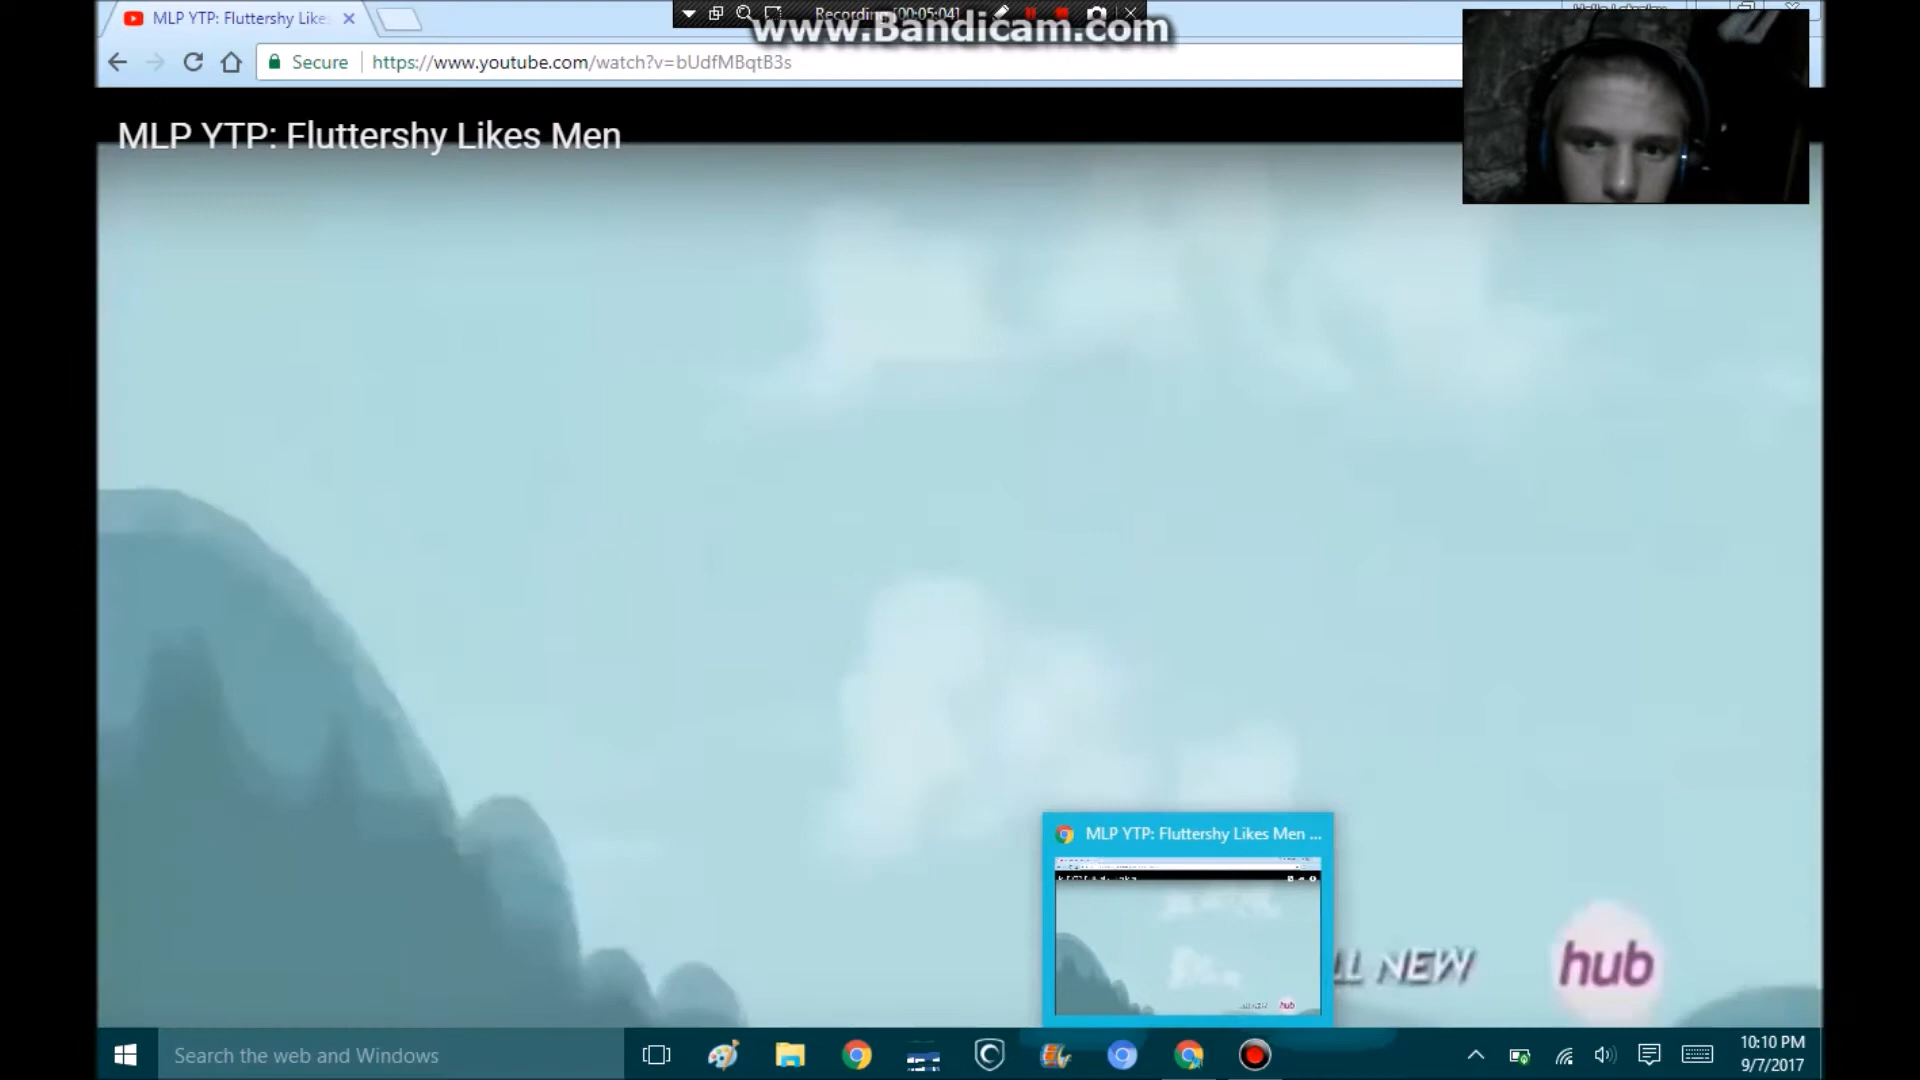 MLP YTP: Fluttershy Like
Recording [00:05:04]
www.Bandicam.com
Secure
https://www.youtube.com/watch?v=bUdfMBqtB3s
MLP YTP: Fluttershy Likes Men
MLP YTP: Fluttershy Likes Men ...
LL NEW
hub
hub
Search the web and Windows
10:10 PM
9/7/2017